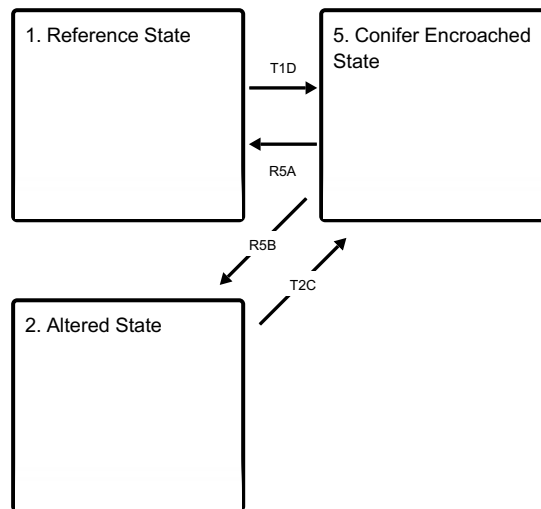 1. Reference State
5. Conifer Encroached
State
T1D
R5A
R5B
T2C
2. Altered State